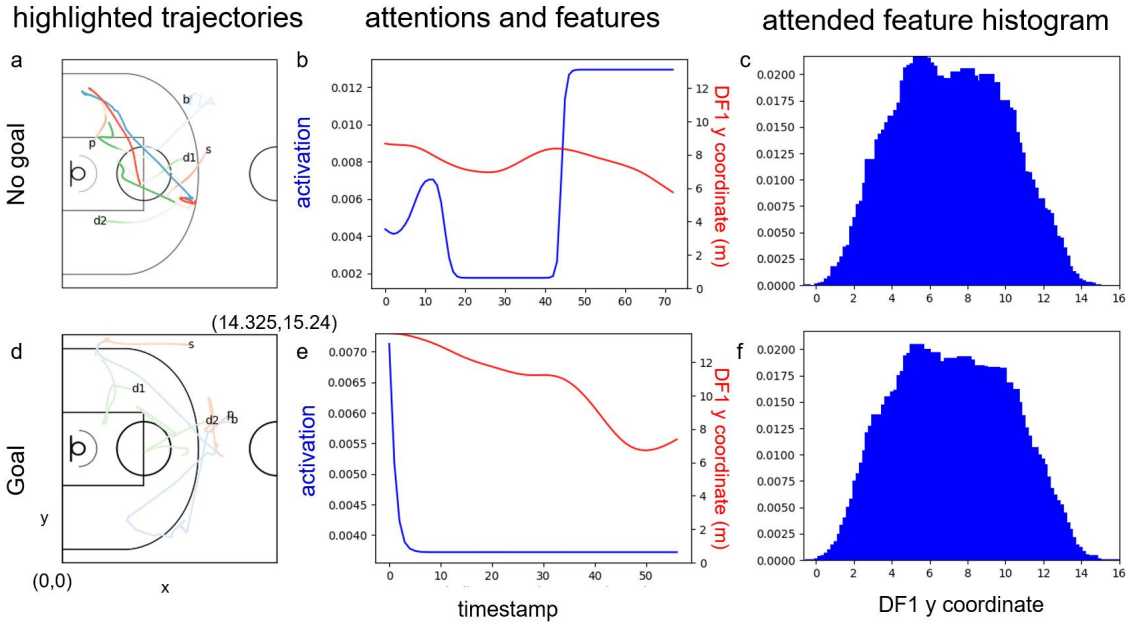 highlighted trajectories
attentions and features
attended feature histogram
No goal
a
b
p
d1
s
d2
b
activation
0.012
0.010
0.008
0.006
0.004
0.002
0 10 20 30 40 50 60 70
12
10
8
6
4
2
0
DF1 y coordinate (m)
c
0.0200
0.0175
0.0150
0.0125
0.0100
0.0075
0.0050
0.0025
0.0000
0 2 4 6 8 10 12 14 16
Goal
d
(14.325,15.24)
s
d1
d2
b
y
(0,0)
x
e
activation
0.0070
0.0065
0.0060
0.0055
0.0050
0.0045
0.0040
0 10 20 30 40 50
timestamp
12
10
8
6
4
2
0
DF1 y coordinate (m)
f
0.0200
0.0175
0.0150
0.0125
0.0100
0.0075
0.0050
0.0025
0.0000
0 2 4 6 8 10 12 14 16
DF1 y coordinate